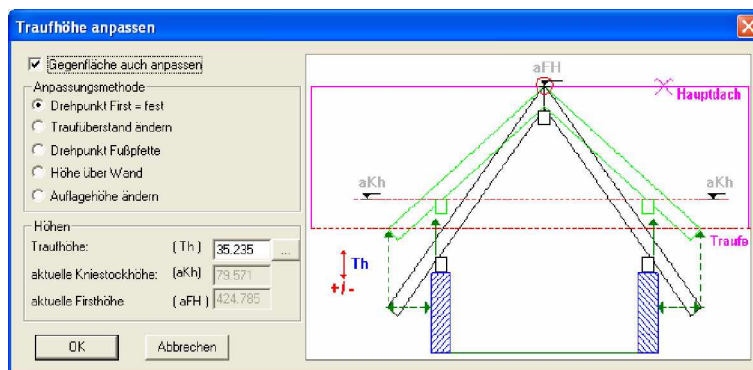 Traufhöhe anpassen
Gegenfläche auch anpassen
Anpassungsmethode
Drehpunkt First = fest
Traufüberstand ändern
Drehpunkt Fußpfette
Höhe über Wand
Auflagehöhe ändern
Höhen
Traufhöhe: (Th) 35.235 ...
aktuelle Kniestockhöhe: (aKh) 79.571
aktuelle Firsthöhe (aFH) 424.785
OK Abbrechen
aFH
Hauptdach
aKh aKh
Traufe
Th
+/-